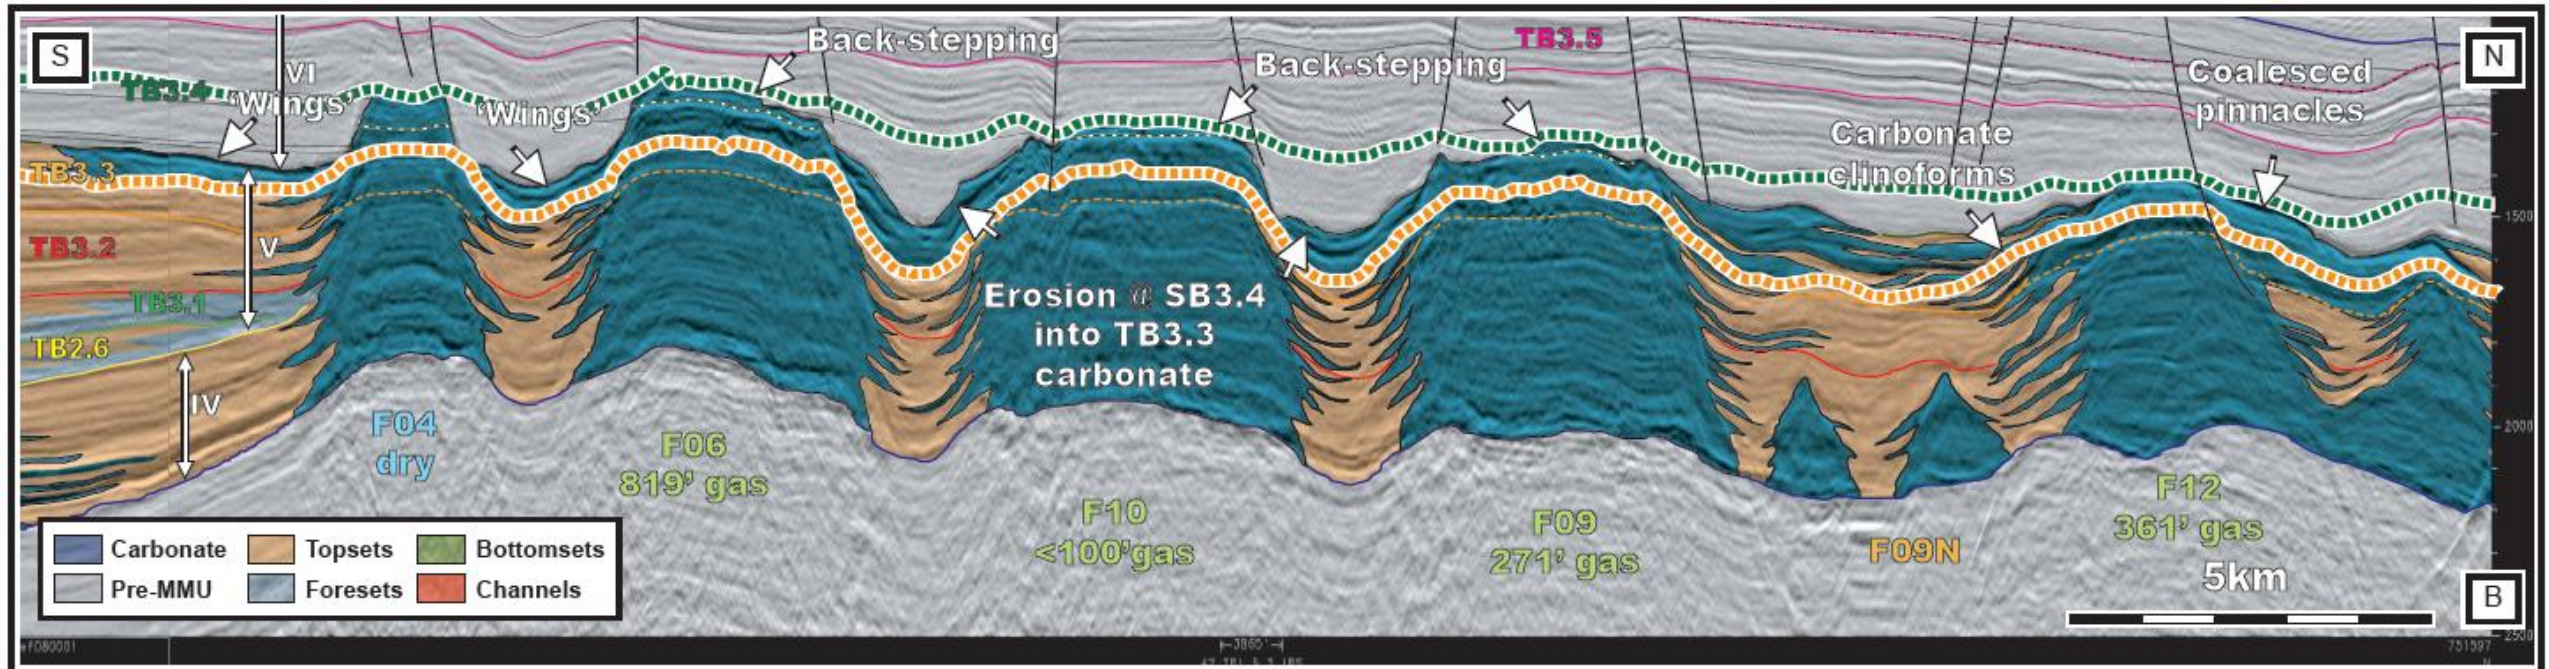 S
N
VI
Back-stepping
TB3.5
Back-stepping
Coalesced
pinnacles
TB3.4
'Wings'
'Wings'
Carbonate
clinoforms
TB3.3
1500
V
TB3.2
Erosion @ SB3.4
into TB3.3
carbonate
TB3.1
TB2.6
IV
F04
dry
F06
819' gas
F10
<100'gas
F09
271' gas
F09N
F12
361' gas
2000
5km
Carbonate
Topsets
Bottomsets
Pre-MMU
Foresets
Channels
B
2500